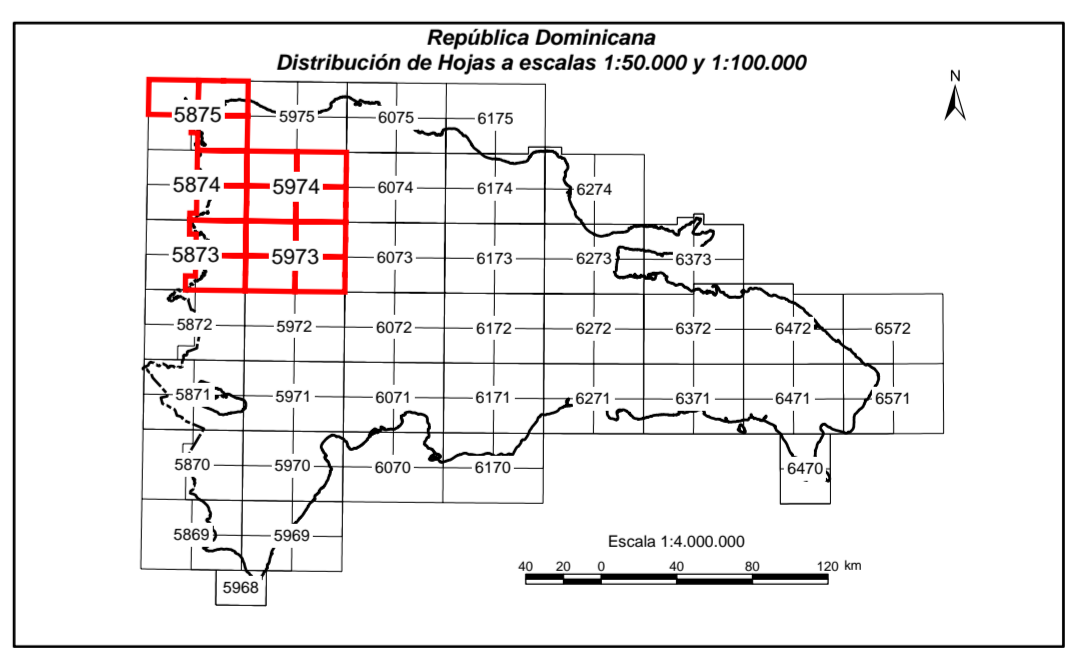 República Dominicana
Distribución de Hojas a escalas 1:50.000 y 1:100.000
N
5875 5975 6075 6175
5874 5974 6074 6174 6274
5873 5973 6073 6173 6273 6373
5872 5972 6072 6172 6272 6372 6472 6572
5871 5971 6071 6171 6271 6371 6471 6571
5870 5970 6070 6170 6470
5869 5969
Escala 1:4.000.000
40 20 0 40 80 120 km
5968